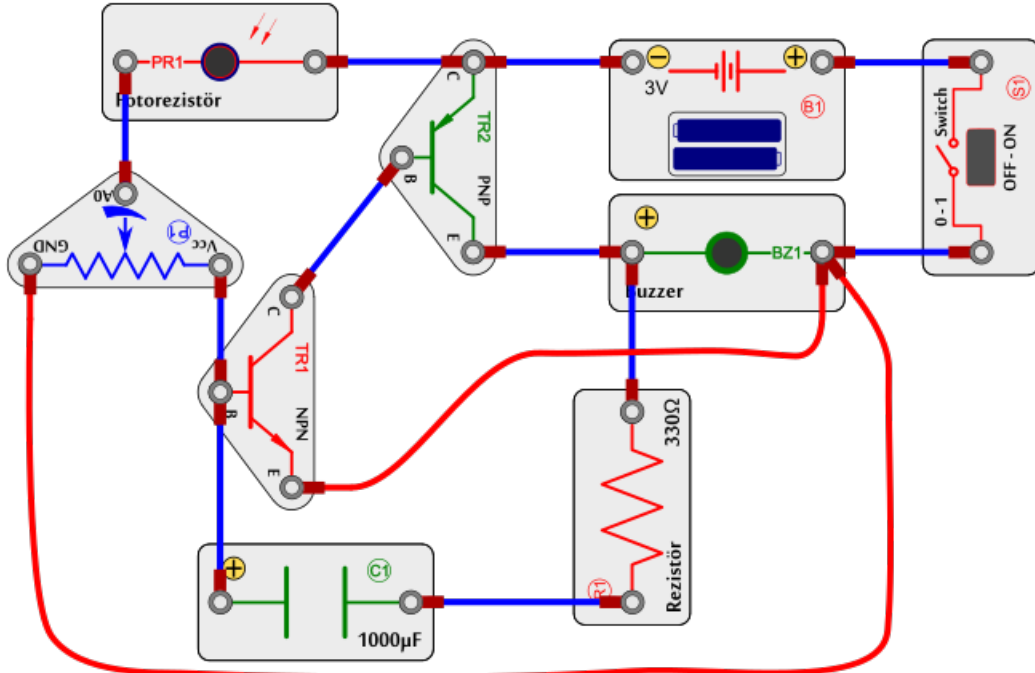 PR1
Fotorezistör
C
TR2
B
PNP
E
3V
B1
S1
Switch
OFF - ON
0 - 1
A0
P1
GND
Vcc
BZ1
Buzzer
C
TR1
B
NPN
E
330Ω
R1
Rezistör
C1
1000µF